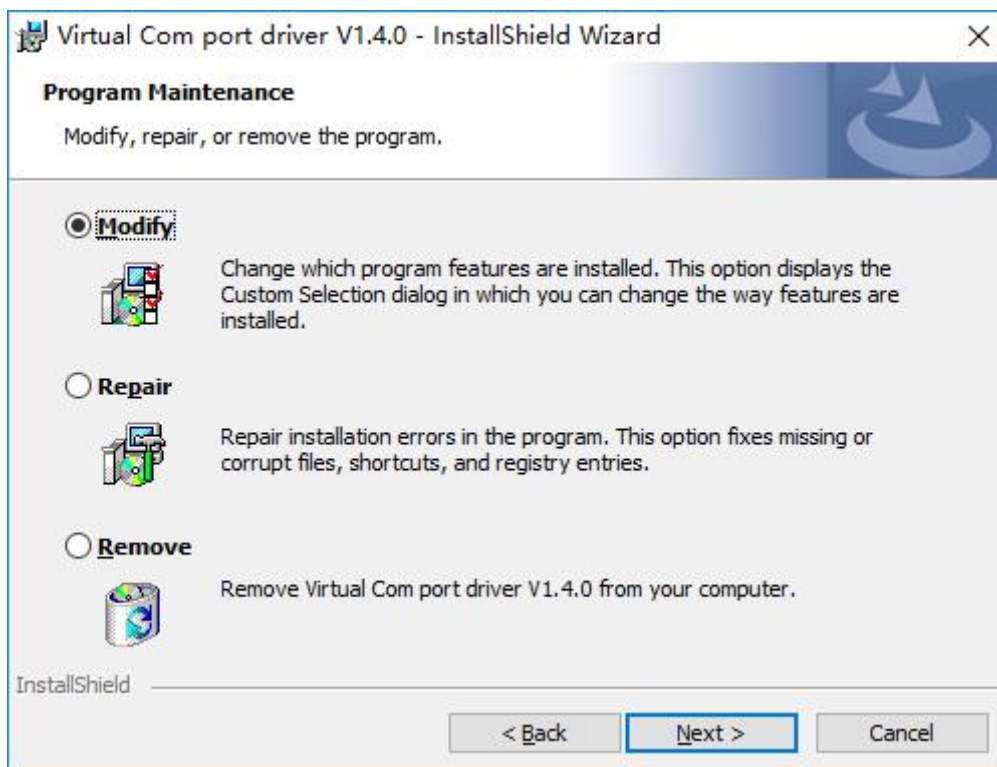 Virtual Com port driver V1.4.0 - InstallShield Wizard
Program Maintenance
Modify, repair, or remove the program.
Modify
Change which program features are installed. This option displays the
Custom Selection dialog in which you can change the way features are
installed.
Repair
Repair installation errors in the program. This option fixes missing or
corrupt files, shortcuts, and registry entries.
Remove
Remove Virtual Com port driver V1.4.0 from your computer.
InstallShield
< Back
Next >
Cancel